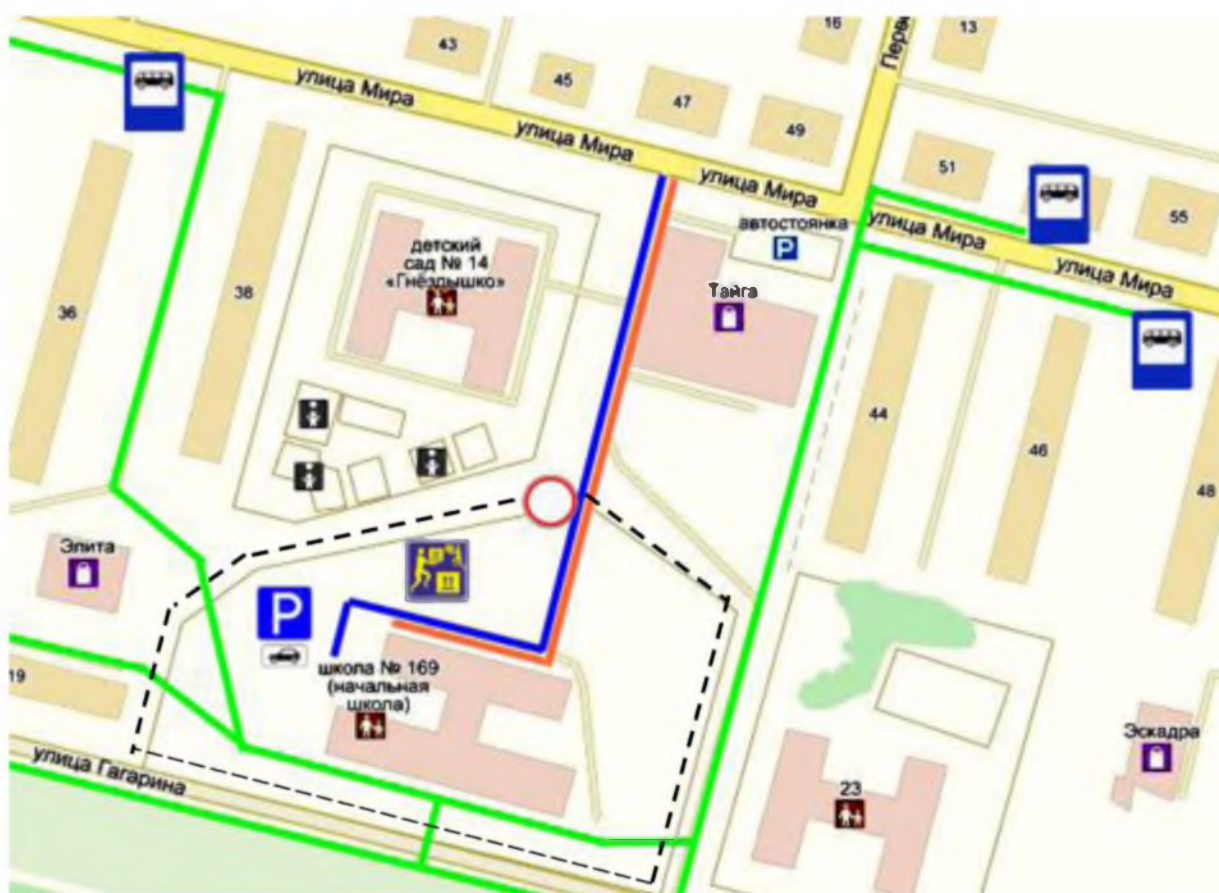 43
16
Перво
13
улица Мира
45
47
49
улица Мира
улица Мира
51
55
автостоянка
P
улица Мира
улица Мира
детский
сад № 14
«Гнёздышко»
Тайга
36
38
44
46
48
Элита
P
школа № 169
(начальная
школа)
19
улица Гагарина
23
Эскадра